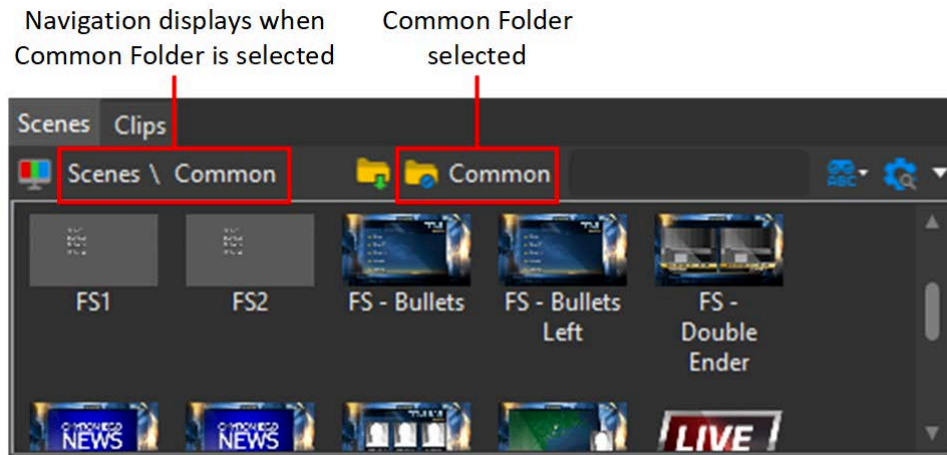 Navigation displays when
Common Folder is selected
Common Folder
selected
Scenes Clips
Scenes \ Common
Common
ABC
FS1
FS2
FS - Bullets
FS - Bullets
Left
FS -
Double
Ender
NEWS
NEWS
LIVE